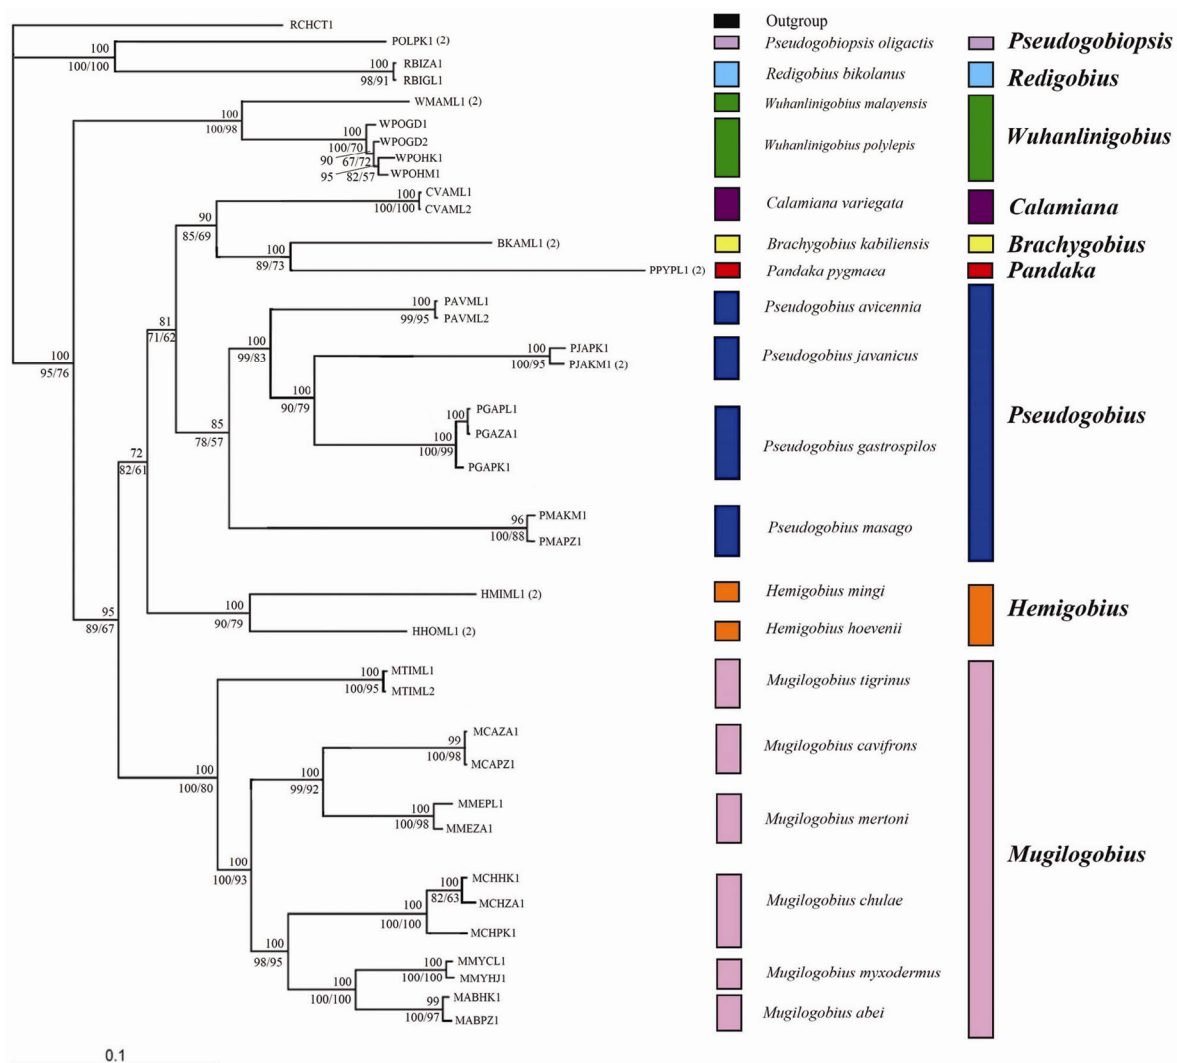 RCHCT1 Outgroup
POLPK1 (2) Pseudogobiopsis oligactis Pseudogobiopsis
100
100/100
RBIZA1 Redigobius bikolanus Redigobius
100
98/91
RBIGL1
WMAML1 (2) Wuhanlinigobius malayensis
100
100/98
WPOGD1 Wuhanlinigobius polylepis Wuhanlinigobius
100
100/70
WPOGD2
90 67/72
WPOHK1
95 82/57
WPOHM1
CVAML1 Calamiana variegata Calamiana
100
100/100
CVAML2
90
85/69
BKAML1 (2) Brachygobius kabiliensis Brachygobius
100
89/73
PPYPL1 (2) Pandaka pygmaea Pandaka
81
71/62
PAVML1 Pseudogobius avicennia
100
99/95
PAVML2
100
99/83
PJAPK1 Pseudogobius javanicus
100
100/95
PJAKM1 (2)
100
95/76
100
90/79
PGAPL1
100
PGAZA1 Pseudogobius gastrospilos Pseudogobius
100
100/99
PGAPK1
85
78/57
72
82/61
PMAKM1 Pseudogobius masago
96
100/88
PMAPZ1
HMIML1 (2) Hemigobius mingi
100
90/79
Hemigobius
HHOML1 (2) Hemigobius hoevenii
95
89/67
MTIML1 Mugilogobius tigrinus
100
100/95
MTIML2
MCAZA1 Mugilogobius cavifrons
99
100/98
MCAPZ1
100
100/80
100
99/92
MMEPL1 Mugilogobius mertoni
100
100/98
MMEZA1
Mugilogobius
100
100/93
MCHHK1 Mugilogobius chulae
100
82/63
MCHZA1
100
100/100
MCHPK1
100
98/95
MMYCL1 Mugilogobius myxodermus
100
100/100
MMYHJ1
100
100/100
MABHK1 Mugilogobius abei
99
100/97
MABPZ1
0.1